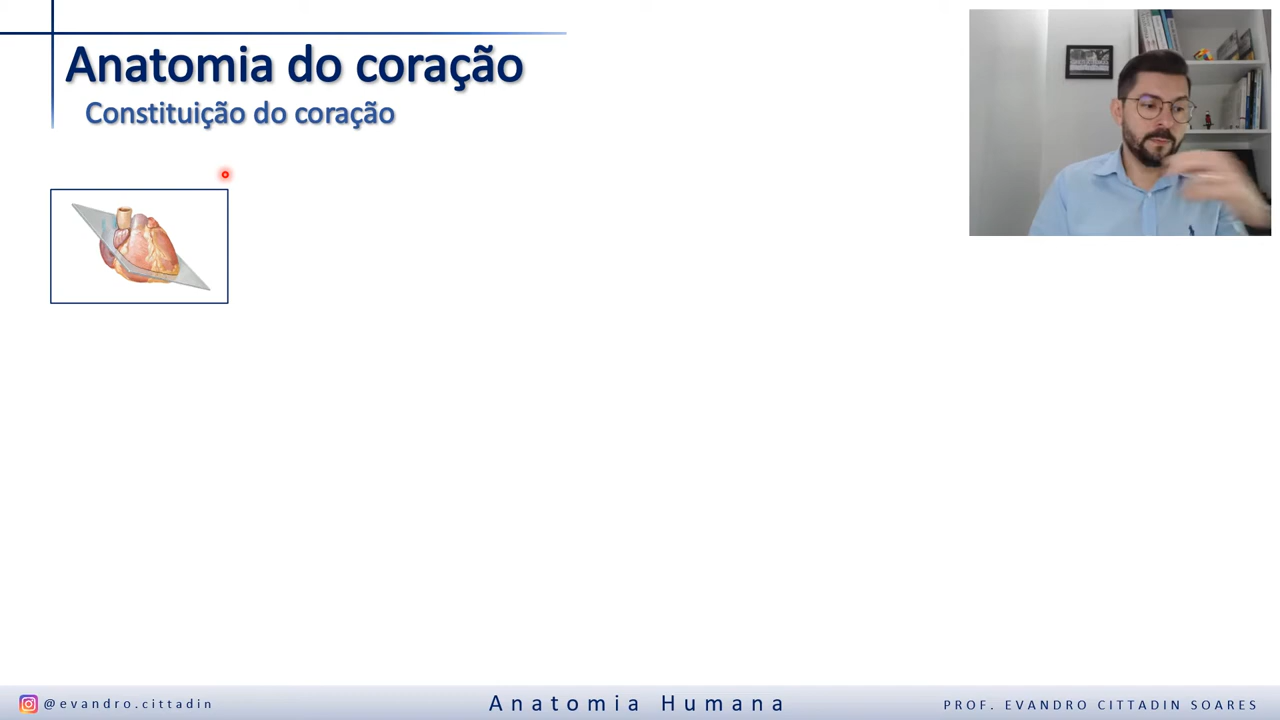 Anatomia do coração
Constituição do coração
@evandro.cittadin
Anatomia Humana
PROF. EVANDRO CITTADIN SOARES